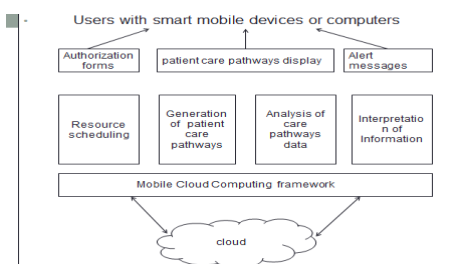 Users with smart mobile devices or computers
Authorization
forms
patient care pathways display
Alert
messages
Resource
scheduling
Generation
of patient
care
pathways
Analysis of
care
pathways
data
Interpretatio
n of
Information
Mobile Cloud Computing framework
cloud